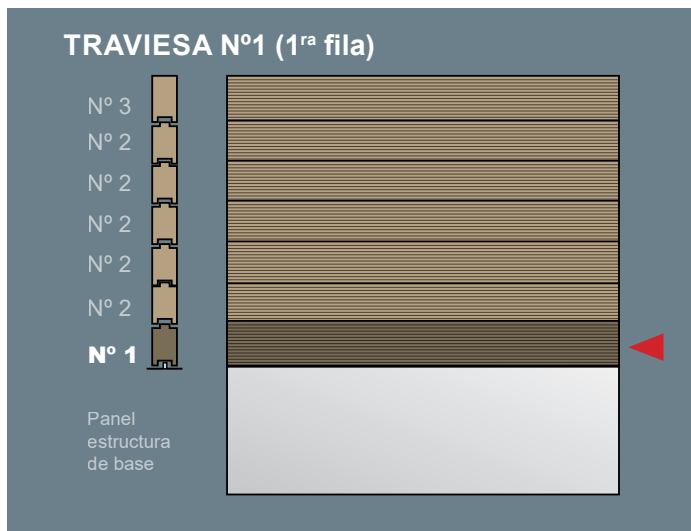 TRAVIESA Nº1 (1ra fila)
Nº 3
Nº 2
Nº 2
Nº 2
Nº 2
Nº 2
Nº 1
Panel
estructura
de base